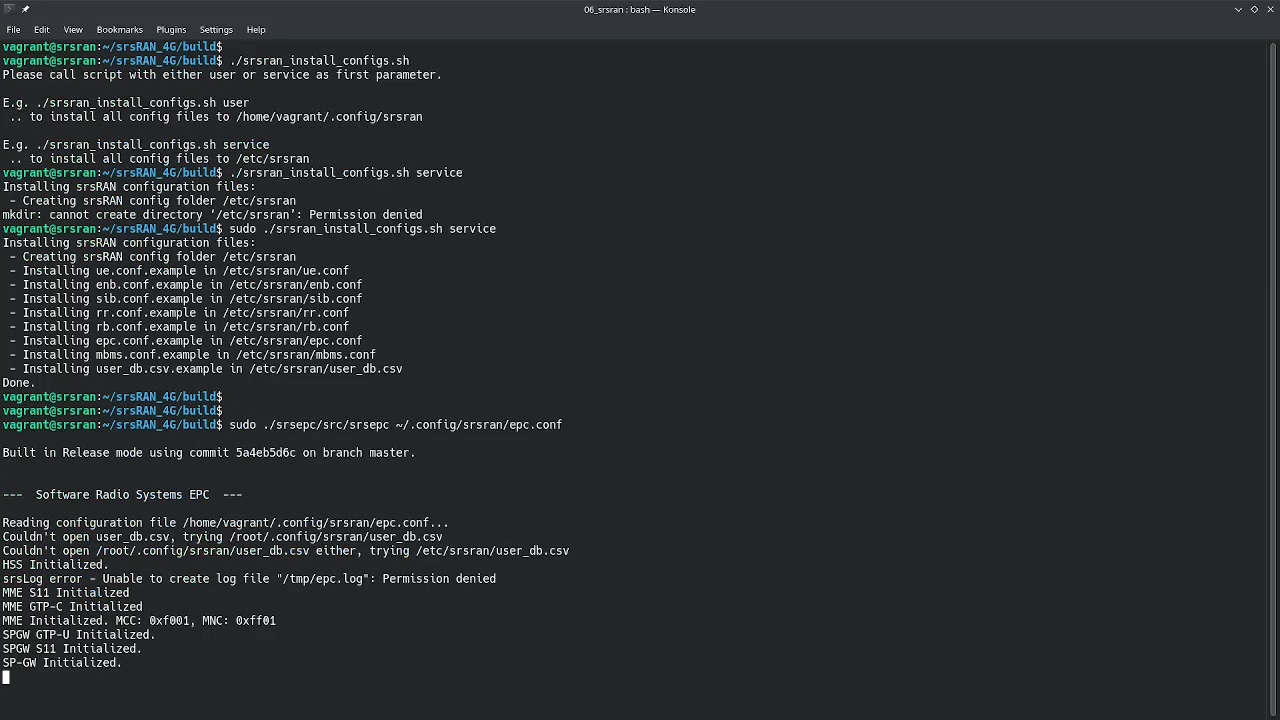 06_srsran : bash — Konsole
File Edit View Bookmarks Plugins Settings Help
vagrant@srsran:~/srsRAN_4G/build$
vagrant@srsran:~/srsRAN_4G/build$ ./srsran_install_configs.sh
Please call script with either user or service as first parameter.
E.g. ./srsran_install_configs.sh user
.. to install all config files to /home/vagrant/.config/srsran
E.g. ./srsran_install_configs.sh service
.. to install all config files to /etc/srsran
vagrant@srsran:~/srsRAN_4G/build$ ./srsran_install_configs.sh service
Installing srsRAN configuration files:
- Creating srsRAN config folder /etc/srsran
mkdir: cannot create directory ‘/etc/srsran’: Permission denied
vagrant@srsran:~/srsRAN_4G/build$ sudo ./srsran_install_configs.sh service
Installing srsRAN configuration files:
- Creating srsRAN config folder /etc/srsran
- Installing ue.conf.example in /etc/srsran/ue.conf
- Installing enb.conf.example in /etc/srsran/enb.conf
- Installing sib.conf.example in /etc/srsran/sib.conf
- Installing rr.conf.example in /etc/srsran/rr.conf
- Installing rb.conf.example in /etc/srsran/rb.conf
- Installing epc.conf.example in /etc/srsran/epc.conf
- Installing mbms.conf.example in /etc/srsran/mbms.conf
- Installing user_db.csv.example in /etc/srsran/user_db.csv
Done.
vagrant@srsran:~/srsRAN_4G/build$
vagrant@srsran:~/srsRAN_4G/build$
vagrant@srsran:~/srsRAN_4G/build$ sudo ./srsepc/src/srsepc ~/.config/srsran/epc.conf
Built in Release mode using commit 5a4eb5d6c on branch master.
--- Software Radio Systems EPC ---
Reading configuration file /home/vagrant/.config/srsran/epc.conf...
Couldn't open user_db.csv, trying /root/.config/srsran/user_db.csv
Couldn't open /root/.config/srsran/user_db.csv either, trying /etc/srsran/user_db.csv
HSS Initialized.
srsLog error - Unable to create log file "/tmp/epc.log": Permission denied
MME S11 Initialized
MME GTP-C Initialized
MME Initialized. MCC: 0xf001, MNC: 0xff01
SPGW GTP-U Initialized.
SPGW S11 Initialized.
SP-GW Initialized.